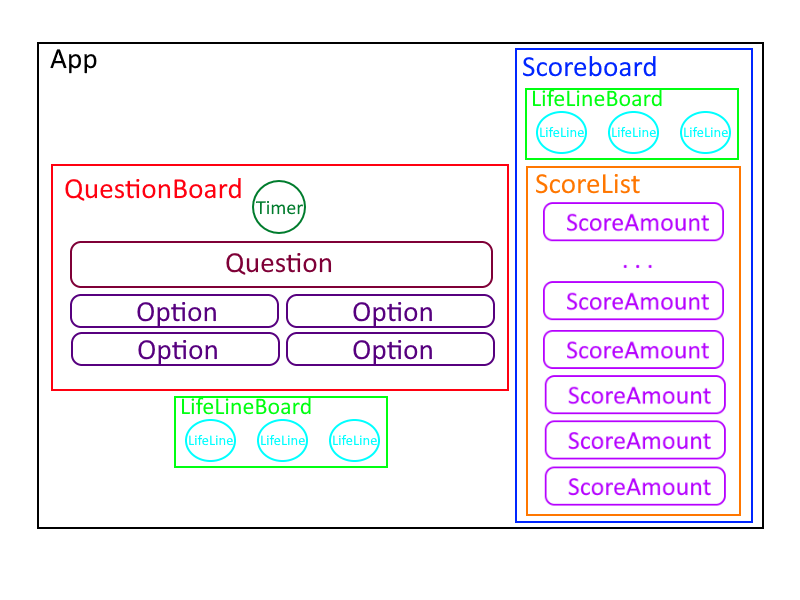 App
Scoreboard
LifeLineBoard
LifeLine LifeLine LifeLine
QuestionBoard
Timer
Question
Option Option
Option Option
LifeLineBoard
LifeLine LifeLine LifeLine
ScoreList
ScoreAmount
...
ScoreAmount
ScoreAmount
ScoreAmount
ScoreAmount
ScoreAmount